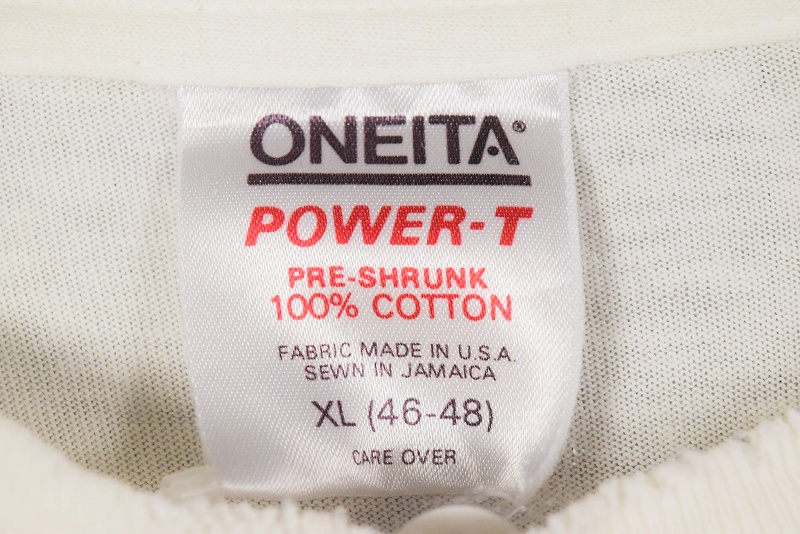 ONEITA®
POWER-T
PRE-SHRUNK
100% COTTON
FABRIC MADE IN U.S.A.
SEWN IN JAMAICA
XL (46-48)
CARE OVER